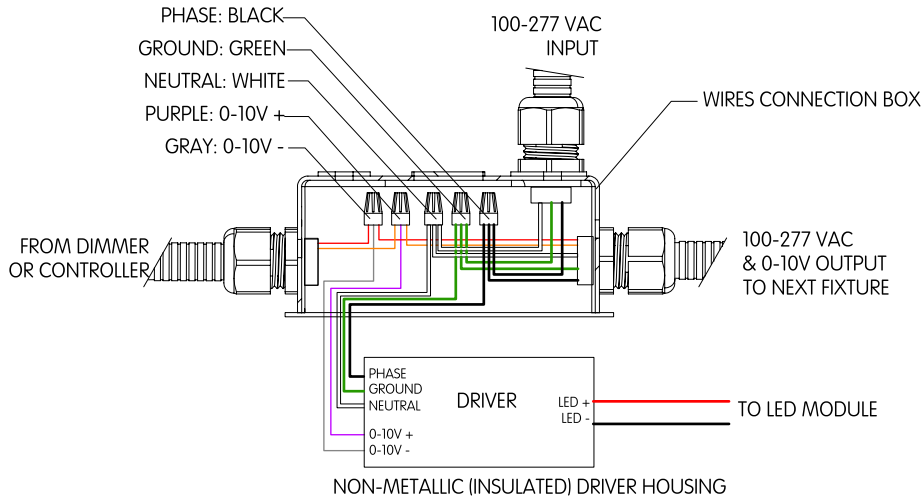 PHASE: BLACK
GROUND: GREEN
NEUTRAL: WHITE
PURPLE: 0-10V +
GRAY: 0-10V -
100-277 VAC
INPUT
WIRES CONNECTION BOX
FROM DIMMER
OR CONTROLLER
100-277 VAC
& 0-10V OUTPUT
TO NEXT FIXTURE
PHASE
GROUND
NEUTRAL
0-10V +
0-10V -
DRIVER
LED +
LED -
TO LED MODULE
NON-METALLIC (INSULATED) DRIVER HOUSING